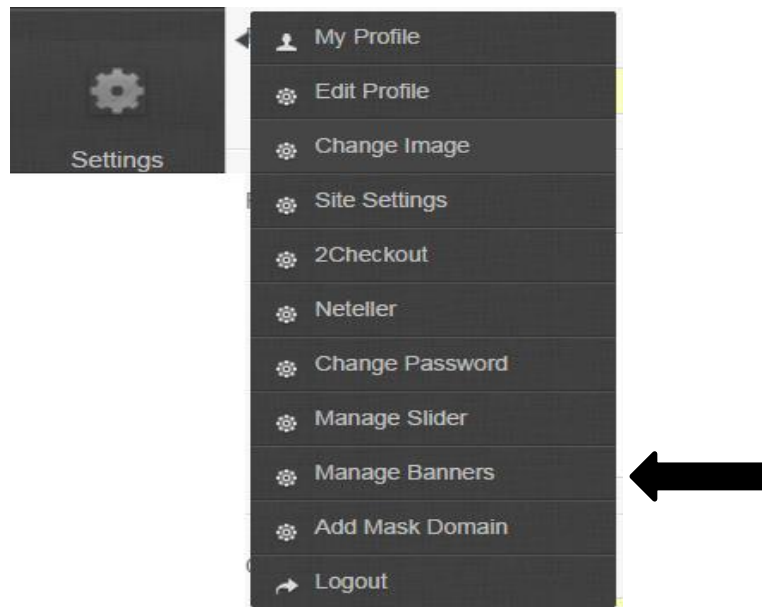 Settings
My Profile
Edit Profile
Change Image
Site Settings
2Checkout
Neteller
Change Password
Manage Slider
Manage Banners
Add Mask Domain
Logout